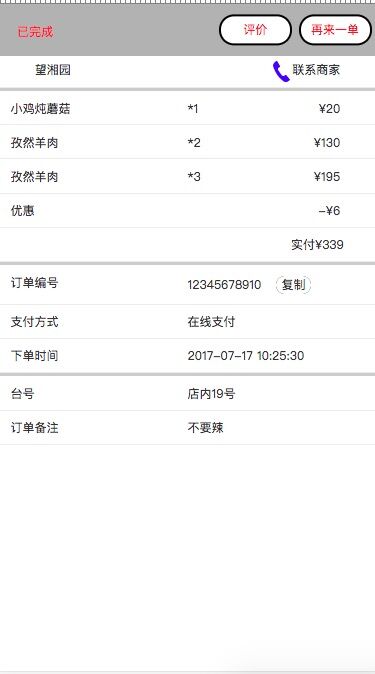 已完成 评价 再来一单
望湘园 联系商家
小鸡炖蘑菇 *1 ¥20
孜然羊肉 *2 ¥130
孜然羊肉 *3 ¥195
优惠 -¥6
实付¥339
订单编号 12345678910 复制
支付方式 在线支付
下单时间 2017-07-17 10:25:30
台号 店内19号
订单备注 不要辣